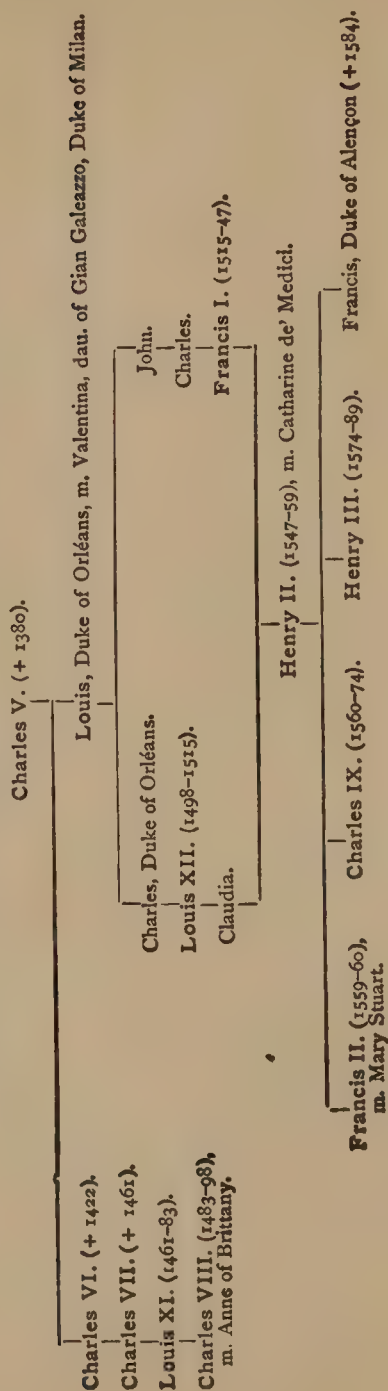 Charles V. (+ 1380).
Charles VI. (+ 1422).
Charles VII. (+ 1461).
Louis XI. (1461-83).
Charles VIII. (1483-98),
m. Anne of Brittany.
Louis, Duke of Orléans, m. Valentina, dau. of Gian Galeazzo, Duke of Milan.
Charles, Duke of Orléans.
Louis XII. (1498-1515).
Claudia.
John.
Charles.
Francis I. (1515-47).
Henry II. (1547-59), m. Catharine de' Medici.
Francis II. (1559-60),
m. Mary Stuart.
Charles IX. (1560-74).
Henry III. (1574-89).
Francis, Duke of Alençon (+1584).